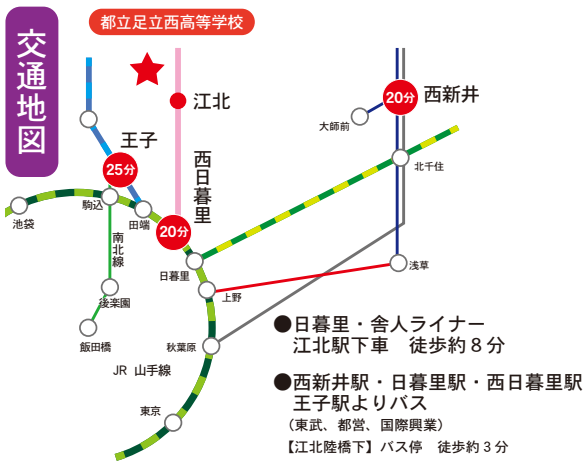 都立足立西高等学校
交通地図
江北
20分
西新井
大師前
王子
25分
西日暮里
北千住
池袋
駒込
田端
20分
南北線
日暮里
浅草
上野
後楽園
飯田橋
秋葉原
JR 山手線
東京
●日暮里・舎人ライナー
江北駅下車 徒歩約8分
●西新井駅・日暮里駅・西日暮里駅
王子駅よりバス
（東武、都営、国際興業）
【江北陸橋下】バス停 徒歩約3分